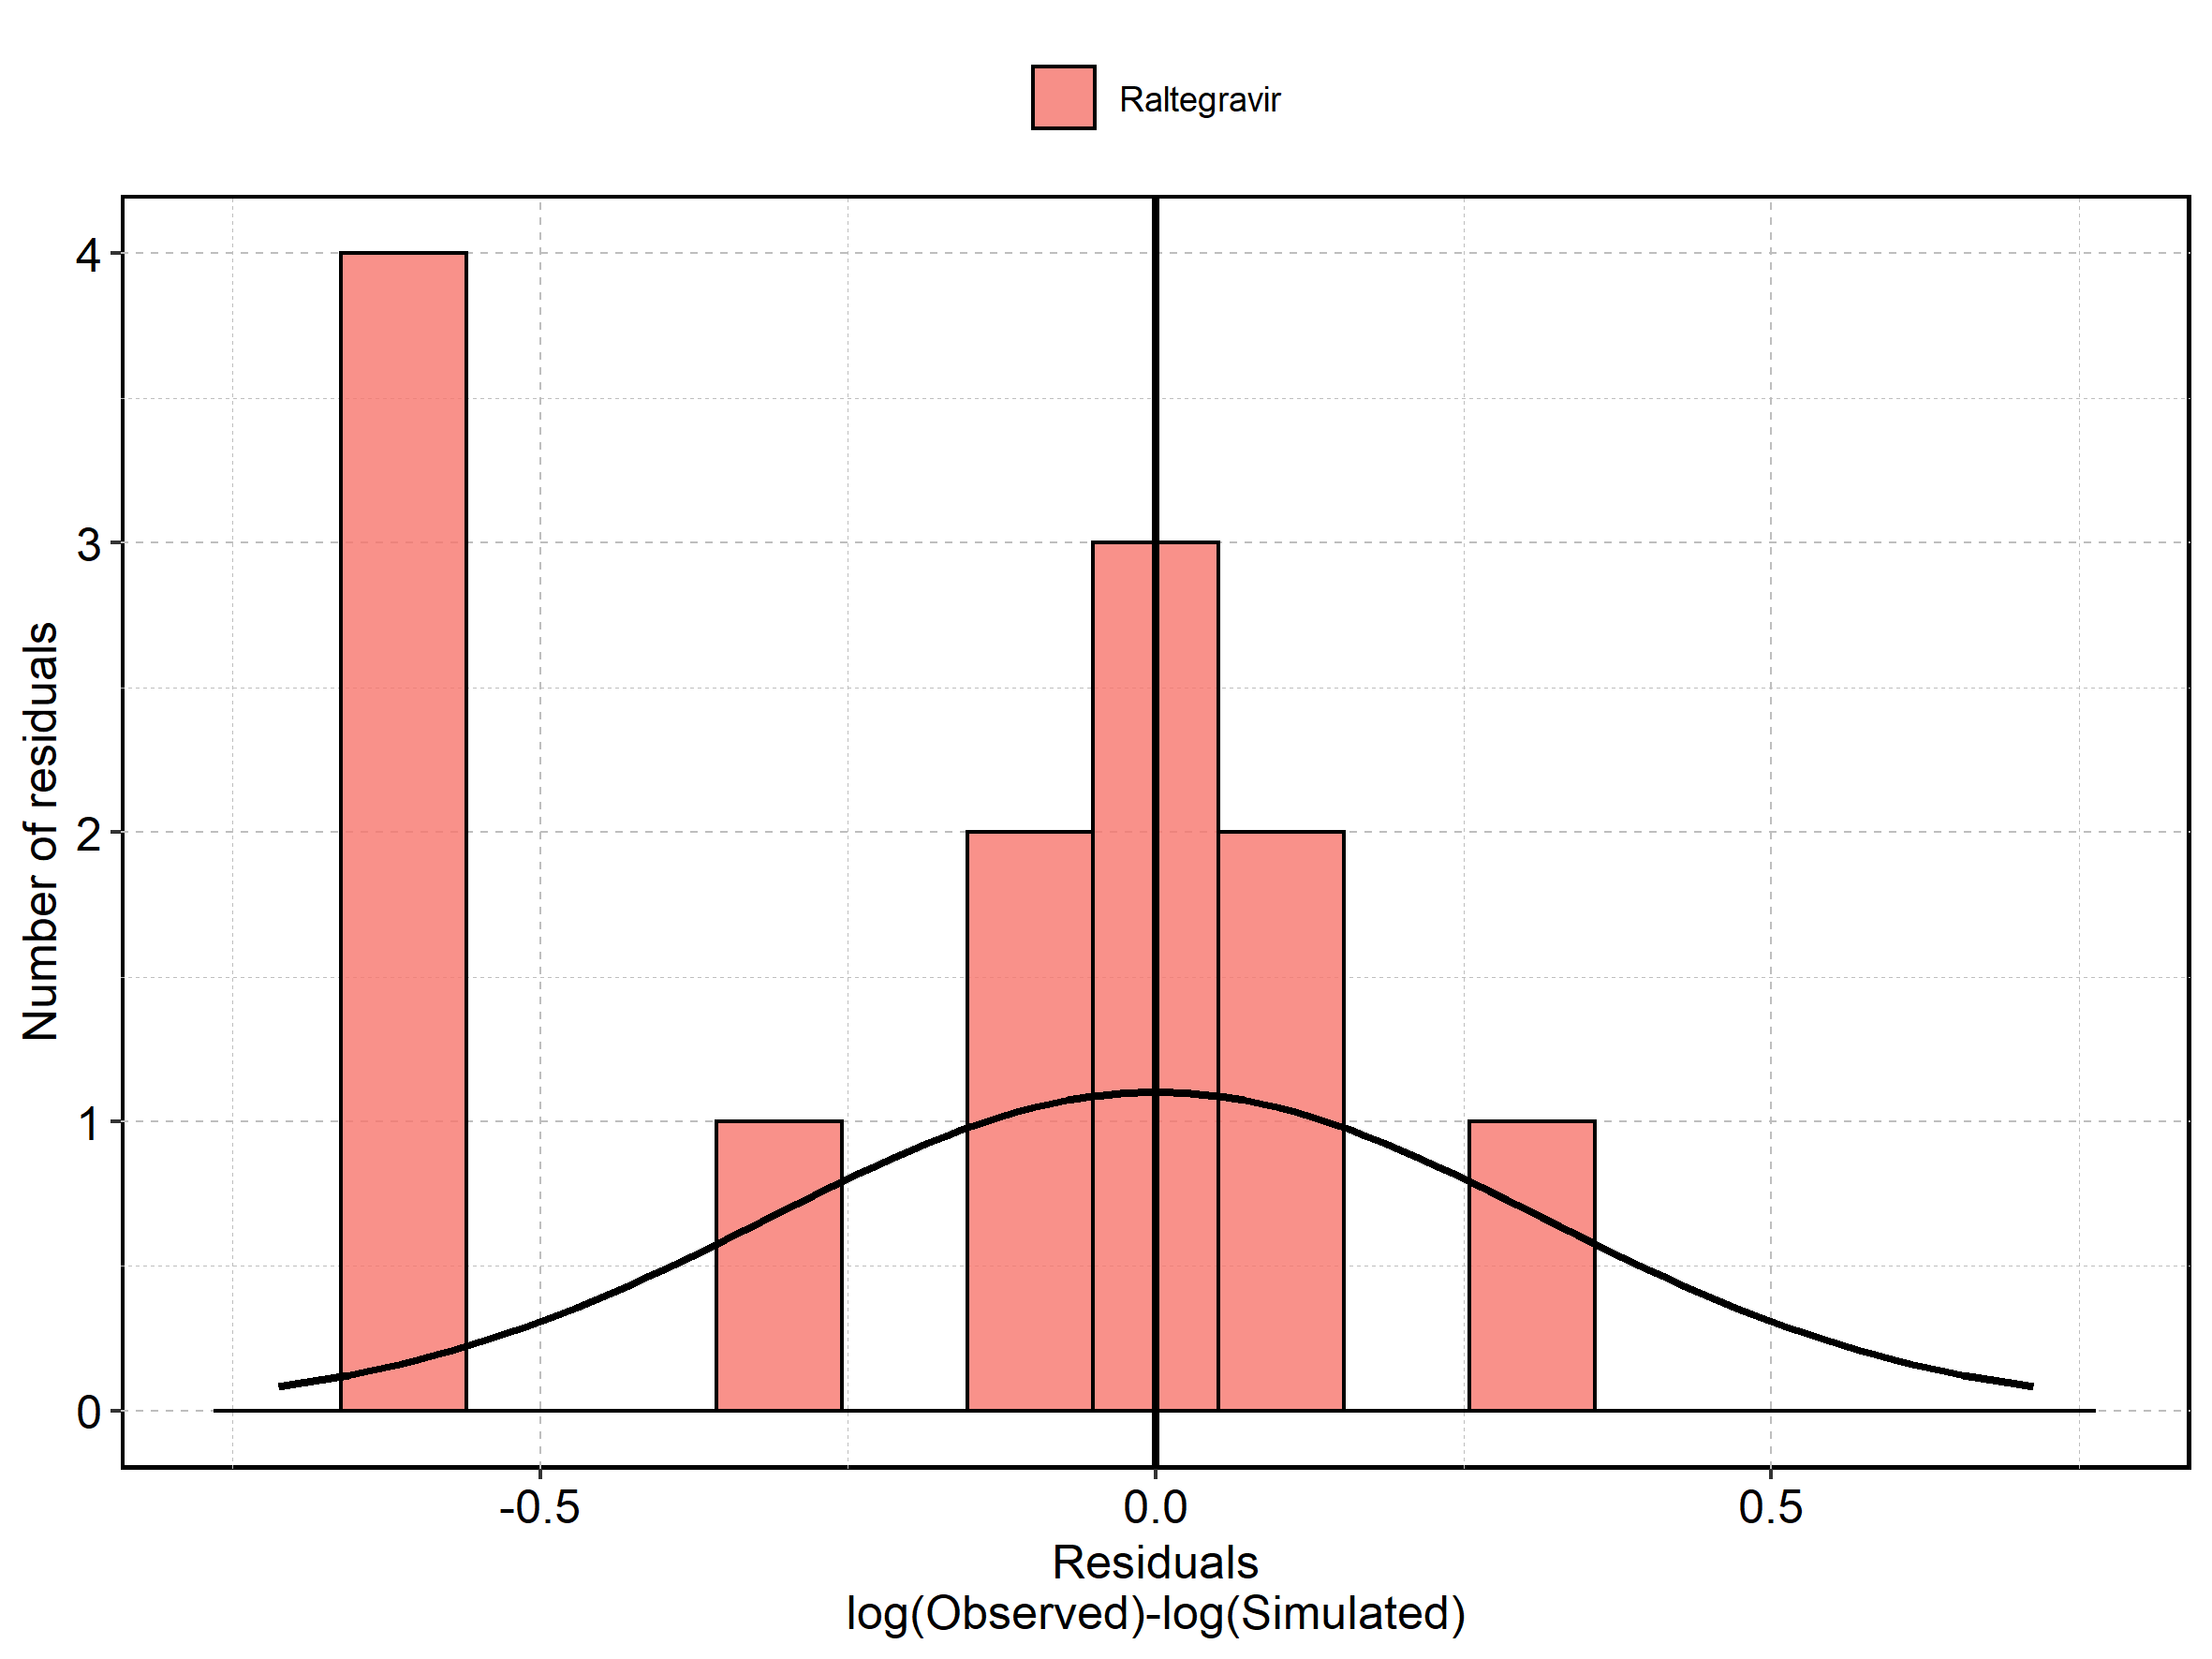 Raltegravir
4
3
2
1
0
Number of residuals
-0.5
0.0
0.5
Residuals
log(Observed)-log(Simulated)